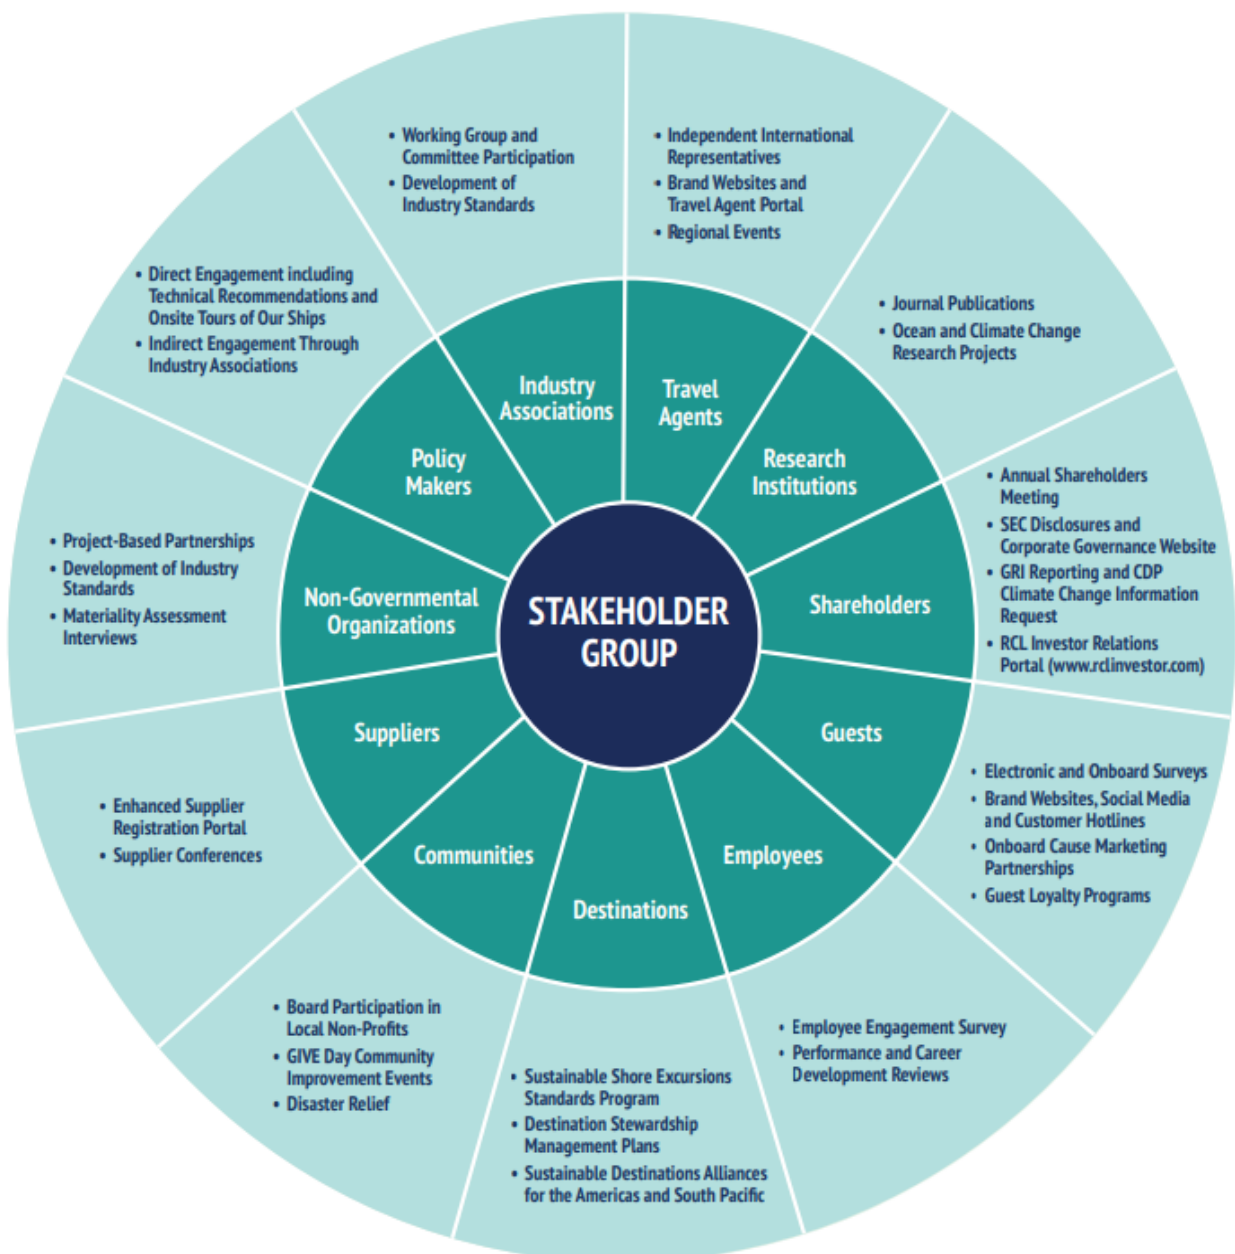 • Working Group and
Committee Participation
• Development of
Industry Standards
• Independent International
Representatives
• Brand Websites and
Travel Agent Portal
• Regional Events
• Journal Publications
• Ocean and Climate Change
Research Projects
• Annual Shareholders
Meeting
• SEC Disclosures and
Corporate Governance Website
• GRI Reporting and CDP
Climate Change Information
Request
• RCL Investor Relations
Portal (www.rclinvestor.com)
• Electronic and Onboard Surveys
• Brand Websites, Social Media
and Customer Hotlines
• Onboard Cause Marketing
Partnerships
• Guest Loyalty Programs
• Employee Engagement Survey
• Performance and Career
Development Reviews
• Sustainable Shore Excursions
Standards Program
• Destination Stewardship
Management Plans
• Sustainable Destinations Alliances
for the Americas and South Pacific
• Board Participation in
Local Non-Profits
• GIVE Day Community
Improvement Events
• Disaster Relief
• Enhanced Supplier
Registration Portal
• Supplier Conferences
• Project-Based Partnerships
• Development of Industry
Standards
• Materiality Assessment
Interviews
• Direct Engagement including
Technical Recommendations and
Onsite Tours of Our Ships
• Indirect Engagement Through
Industry Associations
Industry
Associations
Travel
Agents
Research
Institutions
Shareholders
Guests
Employees
Destinations
Communities
Suppliers
Non-Governmental
Organizations
Policy
Makers
STAKEHOLDER
GROUP